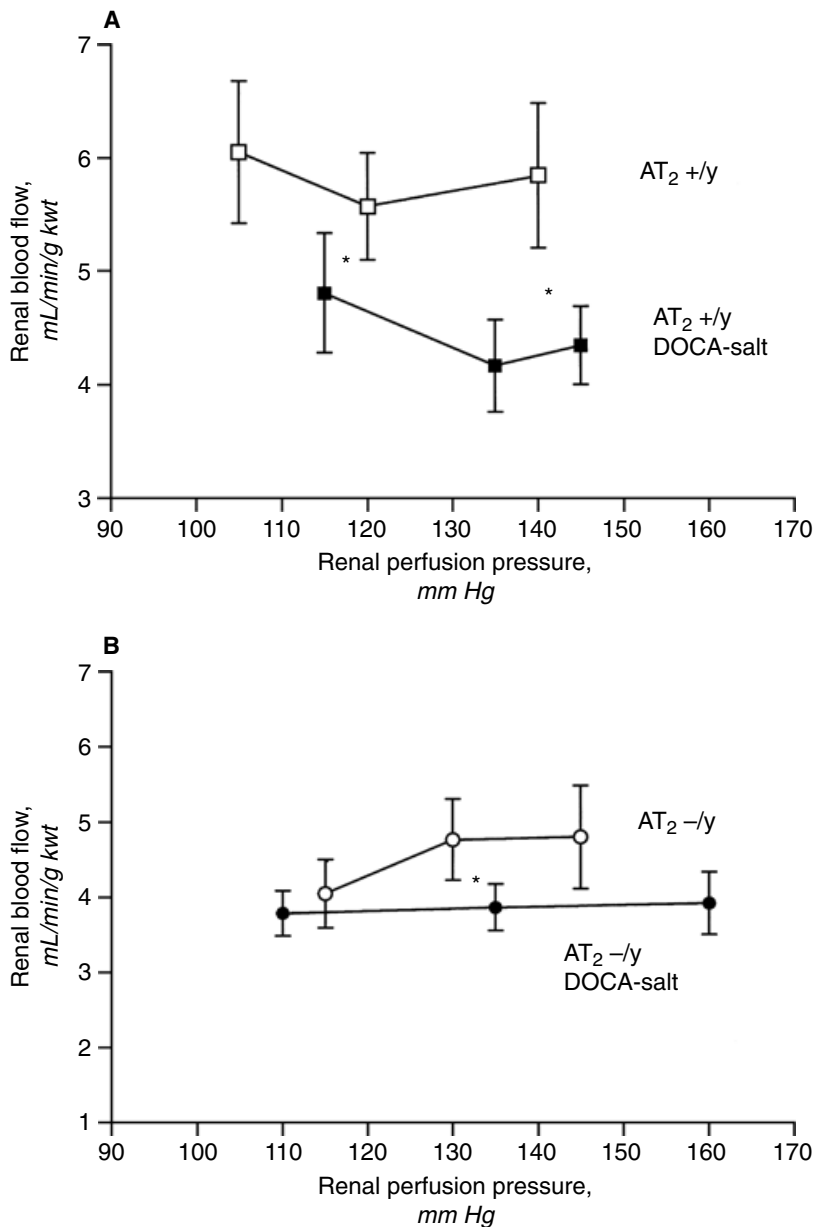 A
7
6
5
4
3
Renal blood flow,
mL/min/g kwt
AT2 +/y
*
*
AT2 +/y
DOCA-salt
90 100 110 120 130 140 150 160 170
Renal perfusion pressure,
mm Hg
B
7
6
5
4
3
2
1
Renal blood flow,
mL/min/g kwt
AT2 –/y
*
AT2 –/y
DOCA-salt
90 100 110 120 130 140 150 160 170
Renal perfusion pressure,
mm Hg